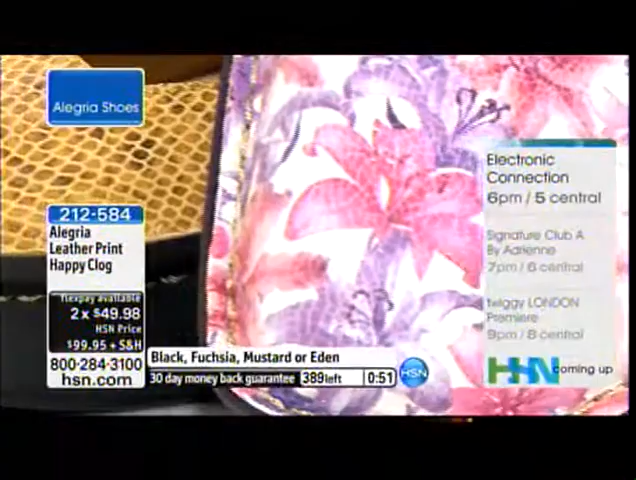 Alegria Shoes
212-584
Alegria
Leather Print
Happy Clog
flexpay available
2 x $49.98
HSN Price
$99.95 + S&H
800-284-3100
hsn.com
Black, Fuchsia, Mustard or Eden
30 day money back guarantee
389 left
0:51
HSN
Electronic
Connection
6pm / 5 central
Signature Club A
By Adrienne
7pm / 6 central
twiggy LONDON
Premiere
9pm / 8 central
coming up